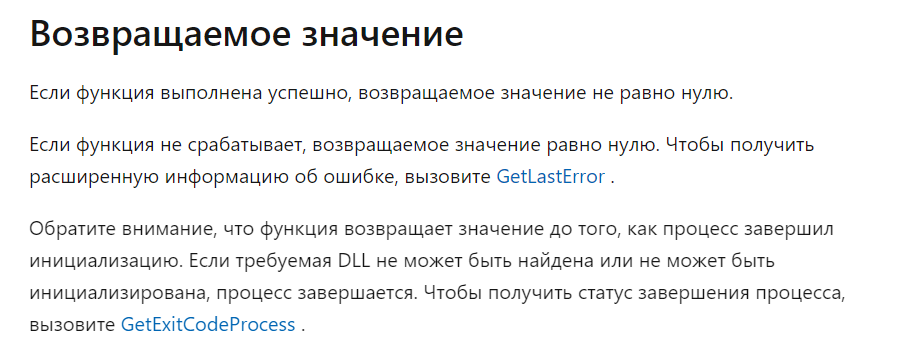 Возвращаемое значение
Если функция выполнена успешно, возвращаемое значение не равно нулю.
Если функция не срабатывает, возвращаемое значение равно нулю. Чтобы получить
расширенную информацию об ошибке, вызовите GetLastError .
Обратите внимание, что функция возвращает значение до того, как процесс завершил
инициализацию. Если требуемая DLL не может быть найдена или не может быть
инициализирована, процесс завершается. Чтобы получить статус завершения процесса,
вызовите GetExitCodeProcess .